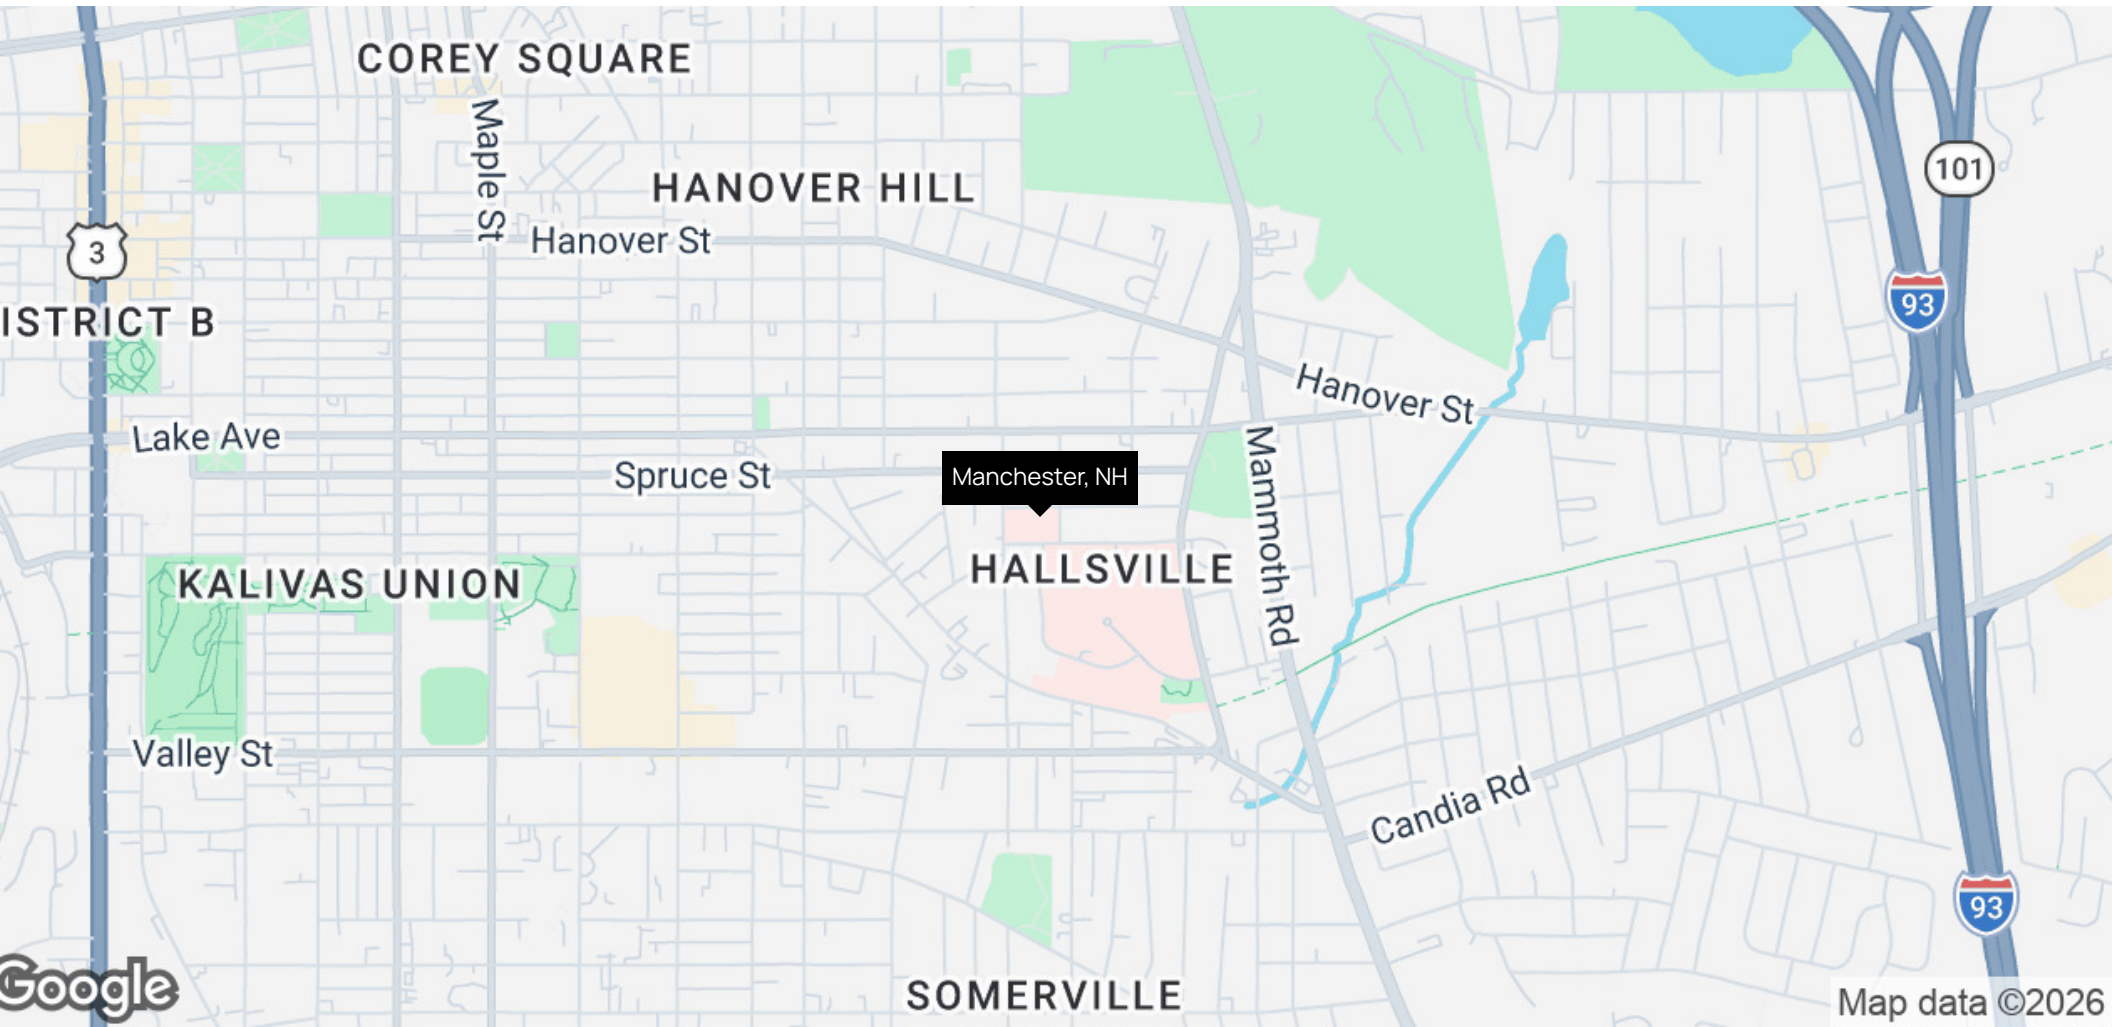 COREY SQUARE
Maple St
101
HANOVER HILL
Hanover St
3
93
ISTRICT B
Hanover St
Lake Ave
Mammoth Rd
Spruce St
Manchester, NH
HALLSVILLE
KALIVAS UNION
Valley St
Candia Rd
93
Google
SOMERVILLE
Map data ©2026